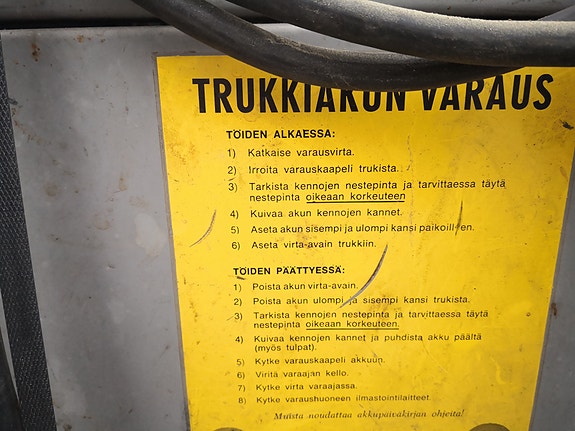 TRUKKIAKUN VARAUS
TÖIDEN ALKAESSA:
1) Katkaise varausvirta.
2) Irroita varauskaapeli trukista.
3) Tarkista kennojen nestepinta ja tarvittaessa täytä
nestepinta oikeaan korkeuteen
4) Kuivaa akun kennojen kannet.
5) Aseta akun sisempi ja ulompi kansi paikoilleen.
6) Aseta virta-avain trukkiin.
TÖIDEN PÄÄTTYESSÄ:
1) Poista akun virta-avain.
2) Poista akun ulompi ja sisempi kansi trukista.
3) Tarkista kennojen nestepinta ja tarvittaessa täytä
nestepinta oikeaan korkeuteen.
4) Kuivaa kennojen kannet ja puhdista akku päältä
(myös tulpat).
5) Kytke varauskaapeli akkuun.
6) Viritä varaajan kello.
7) Kytke virta varaajassa.
8) Kytke varaushuoneen ilmastointilaitteet.
Muista noudattaa akkupäiväkirjan ohjeita!